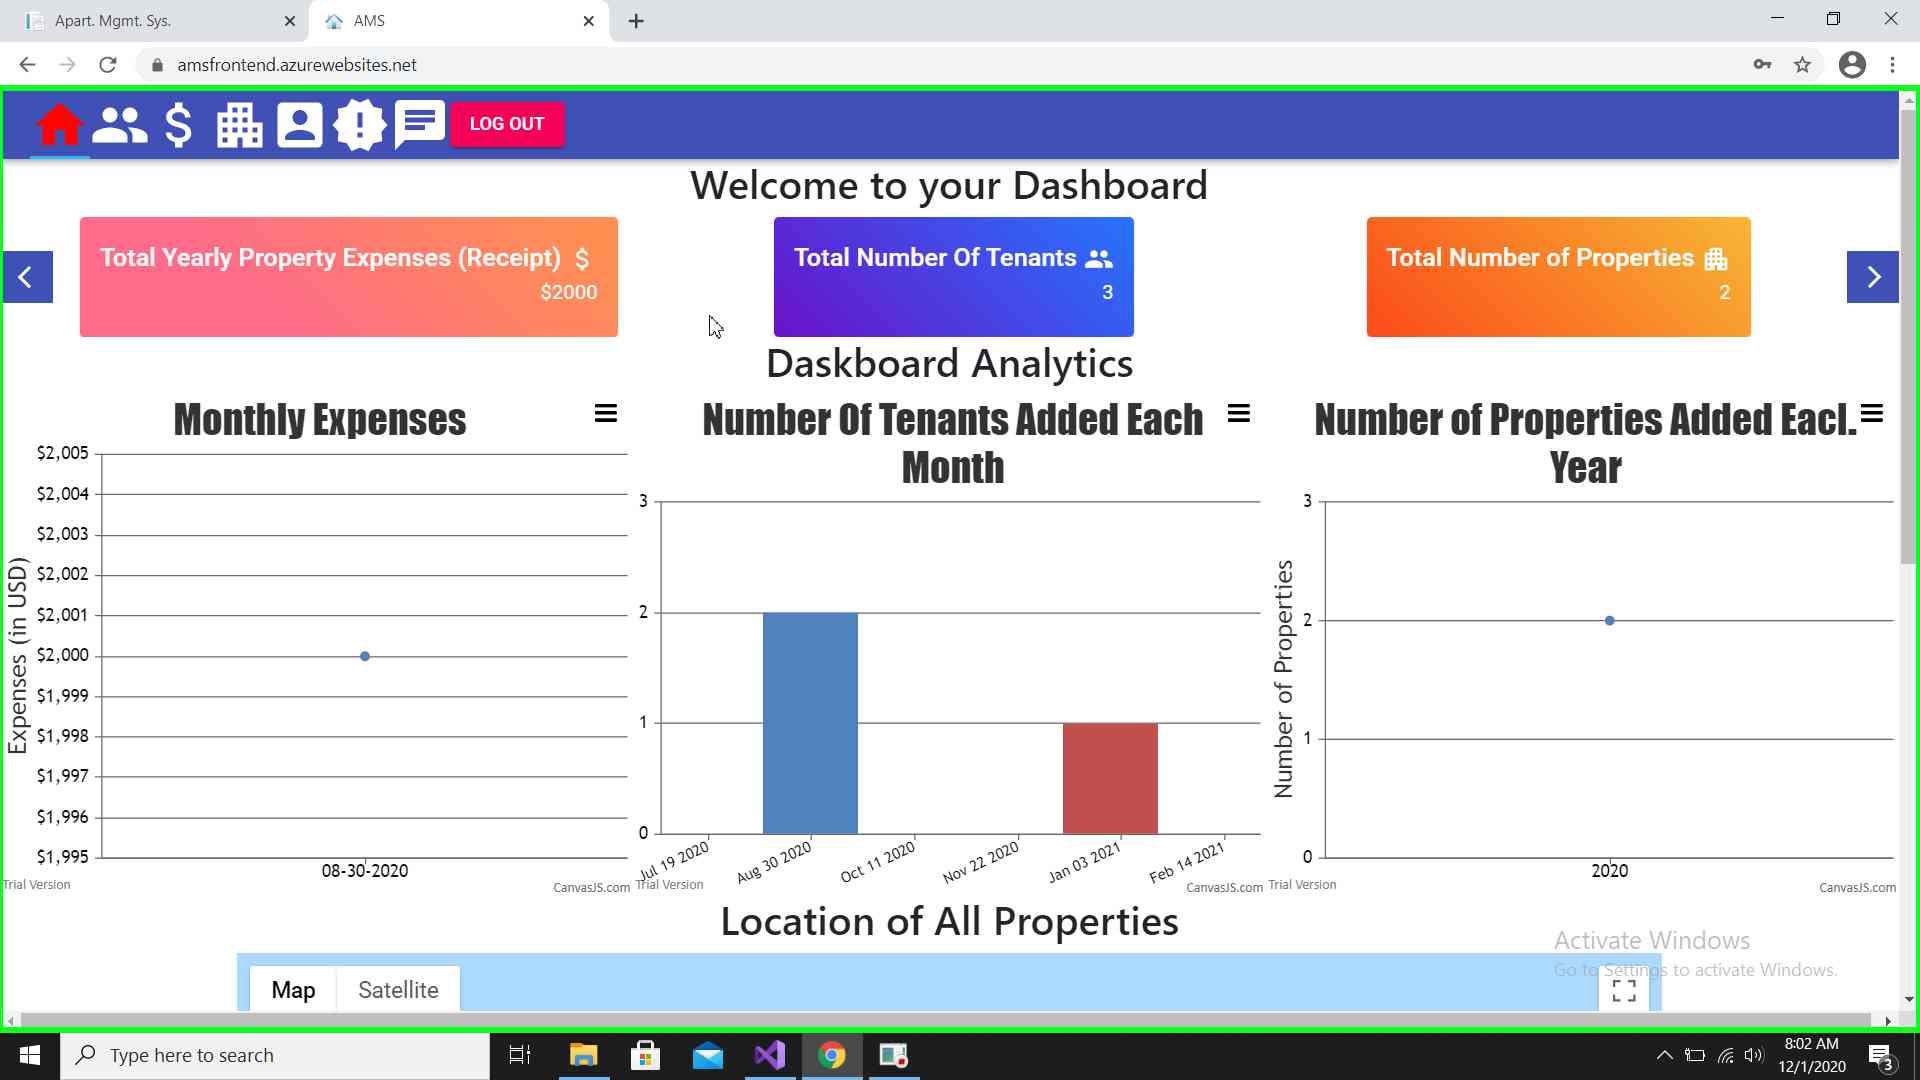 Apart. Mgmt. Sys.
AMS
amsfrontend.azurewebsites.net
LOG OUT
Welcome to your Dashboard
Total Yearly Property Expenses (Receipt) $
$2000
Total Number Of Tenants
3
Total Number of Properties
2
Daskboard Analytics
Monthly Expenses
Expenses (in USD)
$2,005
$2,004
$2,003
$2,002
$2,001
$2,000
$1,999
$1,998
$1,997
$1,996
$1,995
08-30-2020
Trial Version
CanvasJS.com
Number Of Tenants Added Each
Month
3
2
1
0
Jul 19 2020
Aug 30 2020
Oct 11 2020
Nov 22 2020
Jan 03 2021
Feb 14 2021
Trial Version
CanvasJS.com
Number of Properties Added Eacl.
Year
Number of Properties
3
2
1
0
2020
Trial Version
CanvasJS.com
Location of All Properties
Map
Satellite
Activate Windows
Go to Settings to activate Windows.
Type here to search
8:02 AM
12/1/2020
3